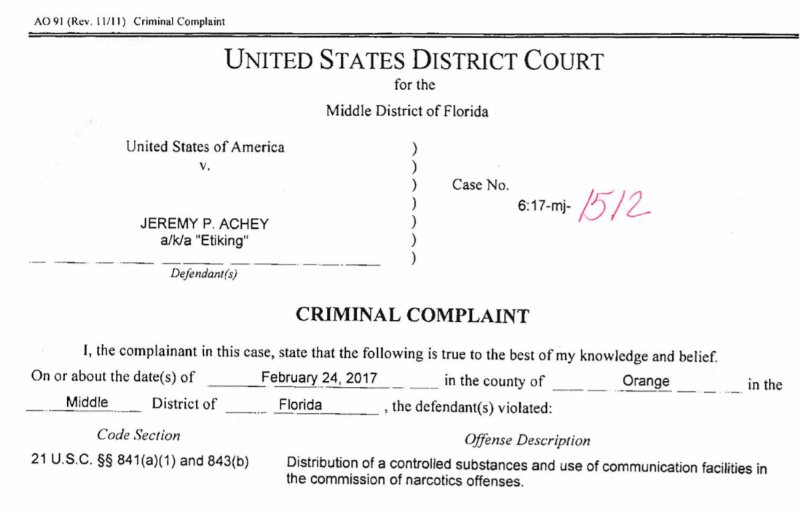 AO 91 (Rev. 11/11) Criminal Complaint
UNITED STATES DISTRICT COURT
for the
Middle District of Florida
United States of America
v.
JEREMY P. ACHEY
a/k/a "Etiking"
Defendant(s)
)
)
)
)
)
)
)
Case No.
6:17-mj- 1512
CRIMINAL COMPLAINT
I, the complainant in this case, state that the following is true to the best of my knowledge and belief.
On or about the date(s) of February 24, 2017 in the county of Orange in the
Middle District of Florida , the defendant(s) violated:
Code Section Offense Description
21 U.S.C. §§ 841(a)(1) and 843(b) Distribution of a controlled substances and use of communication facilities in
the commission of narcotics offenses.